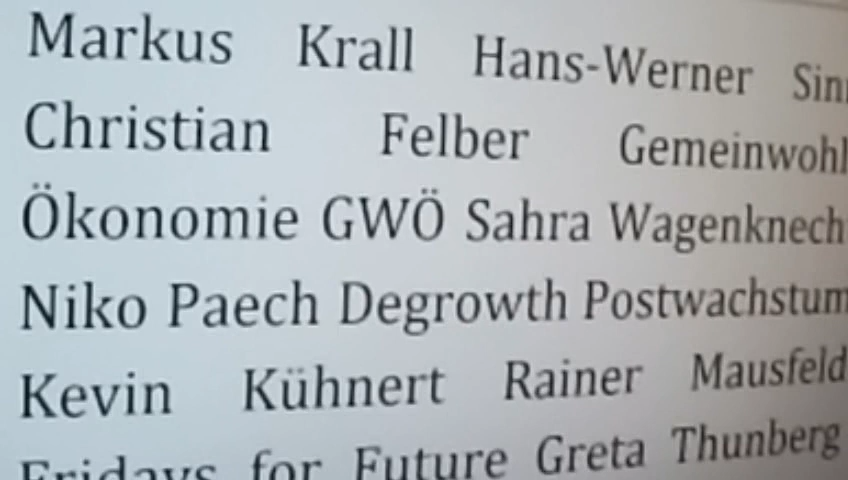 Markus Krall Hans-Werner Sinn
Christian Felber Gemeinwohl
Ökonomie GWÖ Sahra Wagenknech
Niko Paech Degrowth Postwachstum
Kevin Kühnert Rainer Mausfeld
Fridays for Future Greta Thunberg